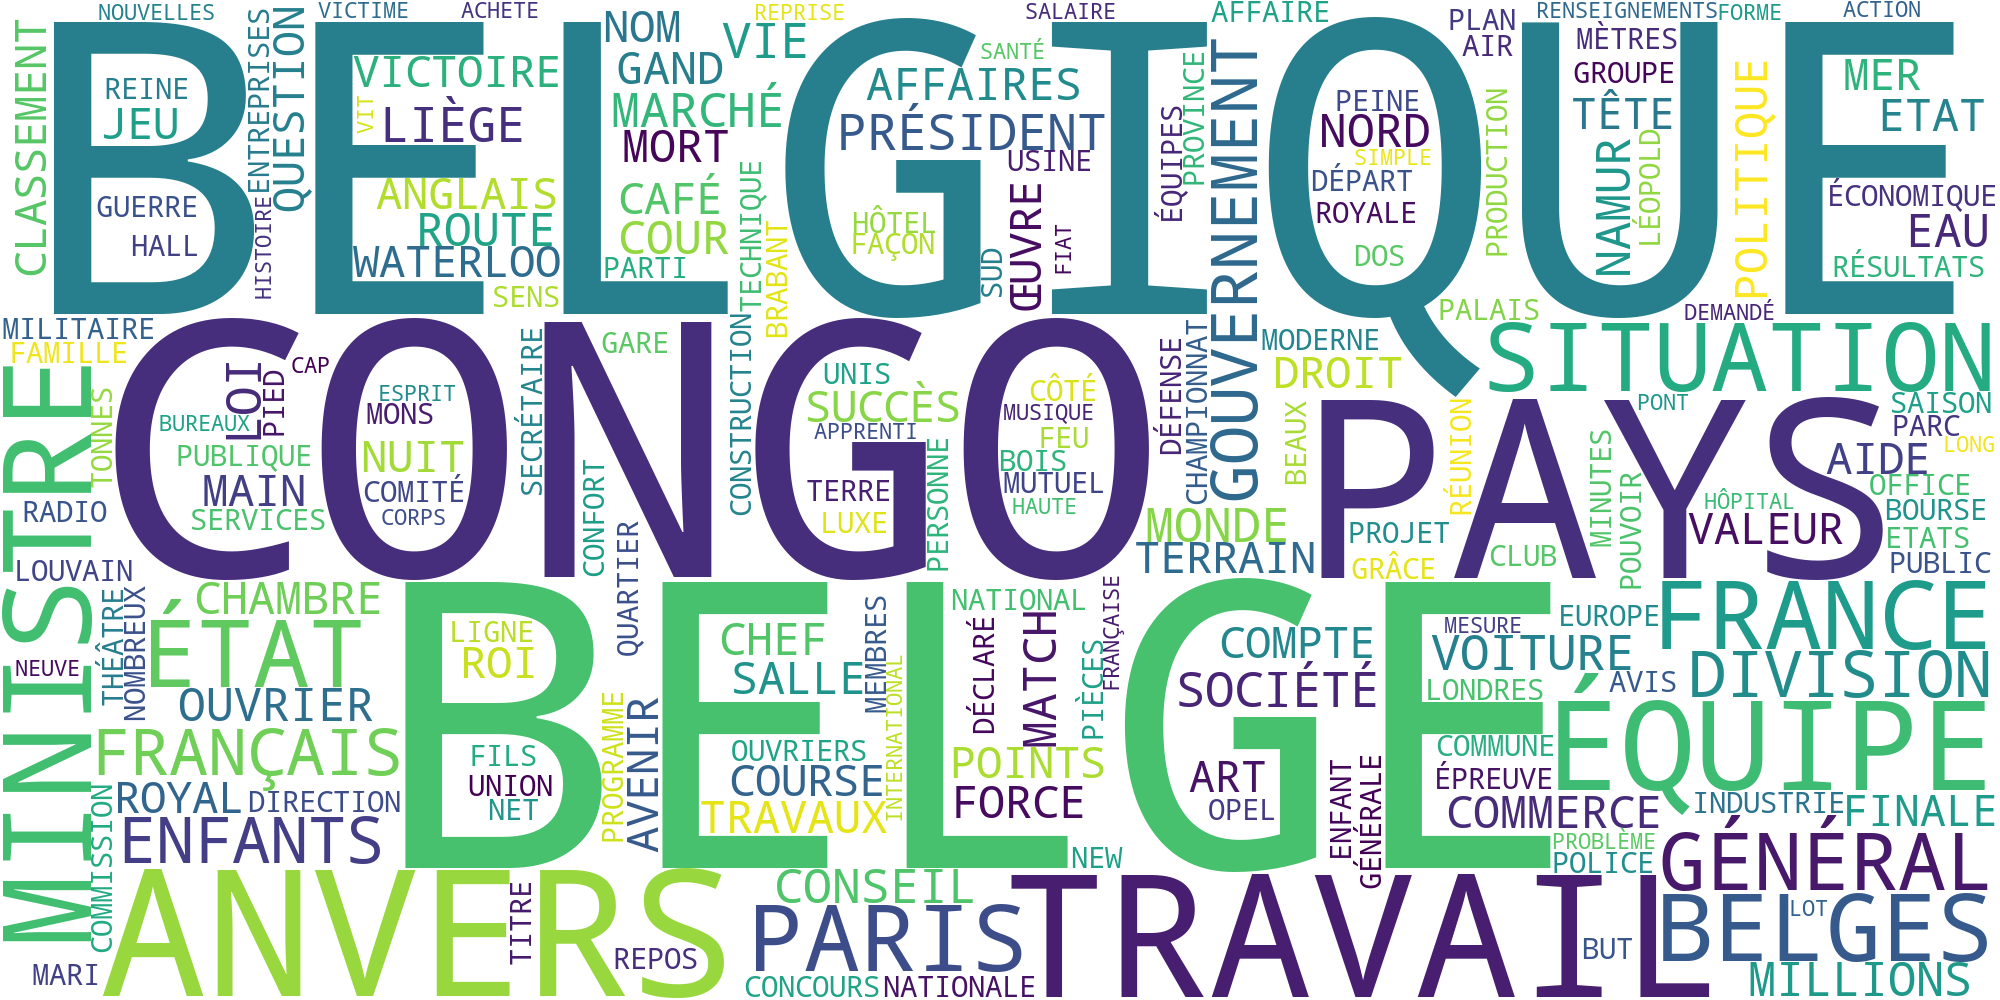 BELGIQUE
CONGO
PAYS
BELGE
ANVERS
TRAVAIL
MINISTRE
SITUATION
GOUVERNEMENT
FRANCE
DIVISION
ÉQUIPE
GÉNÉRAL
BELGES
MILLIONS
PARIS
ÉTAT
FRANÇAIS
ENFANTS
NOUVELLES
VICTIME
ACHETE
REPRISE
SALAIRE
AFFAIRE
PLAN
AIR
RENSEIGNEMENTS
FORME
ACTION
CLASSEMENT
REINE
JEU
GUERRE
HALL
ENTREPRISES
QUESTION
HISTOIRE
VICTOIRE
VIT
LIÈGE
ANGLAIS
ROUTE
WATERLOO
SENS
NOM
GAND
MARCHÉ
MORT
CAFÉ
COUR
PARTI
VIE
TECHNIQUE
BRABANT
AFFAIRES
PRÉSIDENT
SANTÉ
USINE
HÔTEL
FAÇON
SUD
ŒUVRE
FIAT
ÉQUIPES
PROVINCE
PEINE
NORD
SIMPLE
DÉPART
ROYALE
DOS
MÈTRES
GROUPE
TÊTE
PRODUCTION
NAMUR
LÉOPOLD
POLITIQUE
MER
ETAT
ÉCONOMIQUE
EAU
RÉSULTATS
PALAIS
DEMANDÉ
MILITAIRE
FAMILLE
TONNES
CAP
LOI
PIED
BUREAUX
PUBLIQUE
MAIN
SERVICES
RADIO
ESPRIT
MONS
NUIT
COMITÉ
CORPS
SECRÉTAIRE
GARE
CONFORT
QUARTIER
CONSTRUCTION
UNIS
SUCCÈS
APPRENTI
TERRE
LUXE
PERSONNE
CÔTÉ
MUSIQUE
FEU
BOIS
MUTUEL
HAUTE
DÉFENSE
CHAMPIONNAT
MODERNE
DROIT
BEAUX
MONDE
TERRAIN
PROJET
GRÂCE
RÉUNION
CLUB
MINUTES
POUVOIR
PONT
HÔPITAL
VALEUR
SAISON
PARC
LONG
AIDE
OFFICE
BOURSE
ETATS
PUBLIC
LOUVAIN
THÉÂTRE
NOMBREUX
NEUVE
CHAMBRE
OUVRIER
ROYAL
DIRECTION
COMMISSION
MARI
LIGNE
ROI
FILS
UNION
NET
TITRE
REPOS
PROGRAMME
AVENIR
CHEF
SALLE
OUVRIERS
COURSE
TRAVAUX
MEMBRES
INTERNATIONAL
NATIONAL
DÉCLARÉ
MATCH
PIÈCES
FRANÇAISE
POINTS
FORCE
NEW
CONSEIL
CONCOURS
NATIONALE
COMPTE
SOCIÉTÉ
ART
OPEL
ENFANT
GÉNÉRALE
MESURE
VOITURE
LONDRES
COMMUNE
ÉPREUVE
COMMERCE
EUROPE
AVIS
PROBLÈME
POLICE
INDUSTRIE
FINALE
LOT
BUT